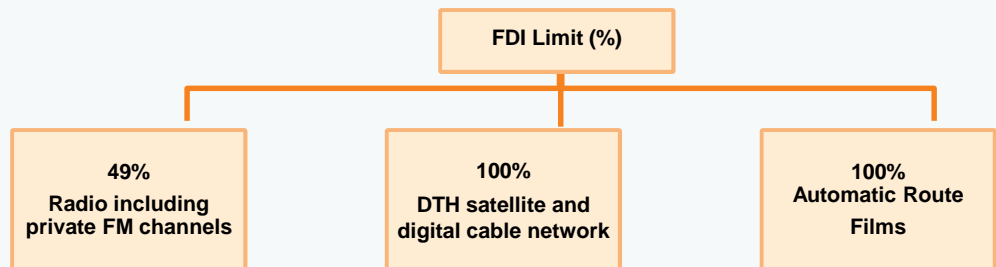 FDI Limit (%)
49%
Radio including
private FM channels
100%
DTH satellite and
digital cable network
100%
Automatic Route
Films